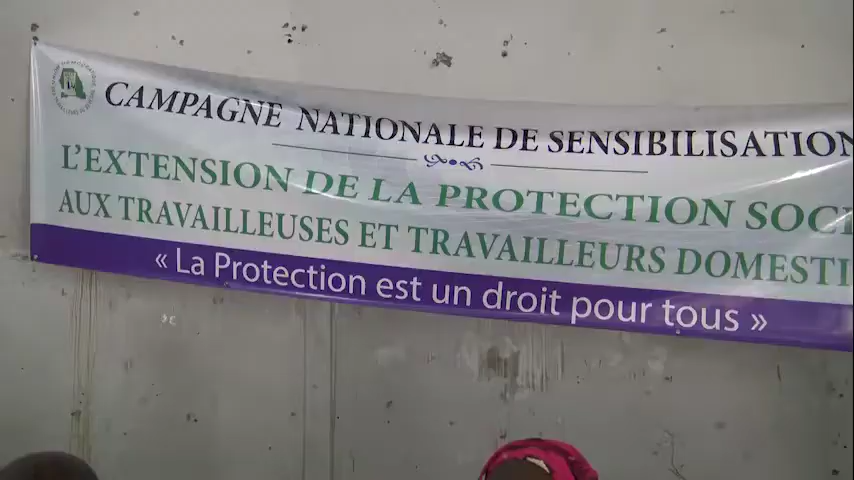 CAMPAGNE NATIONALE DE SENSIBILISATION
L'EXTENSION DE LA PROTECTION SOCI
AUX TRAVAILLEUSES ET TRAVAILLEURS DOMESTI
« La Protection est un droit pour tous »